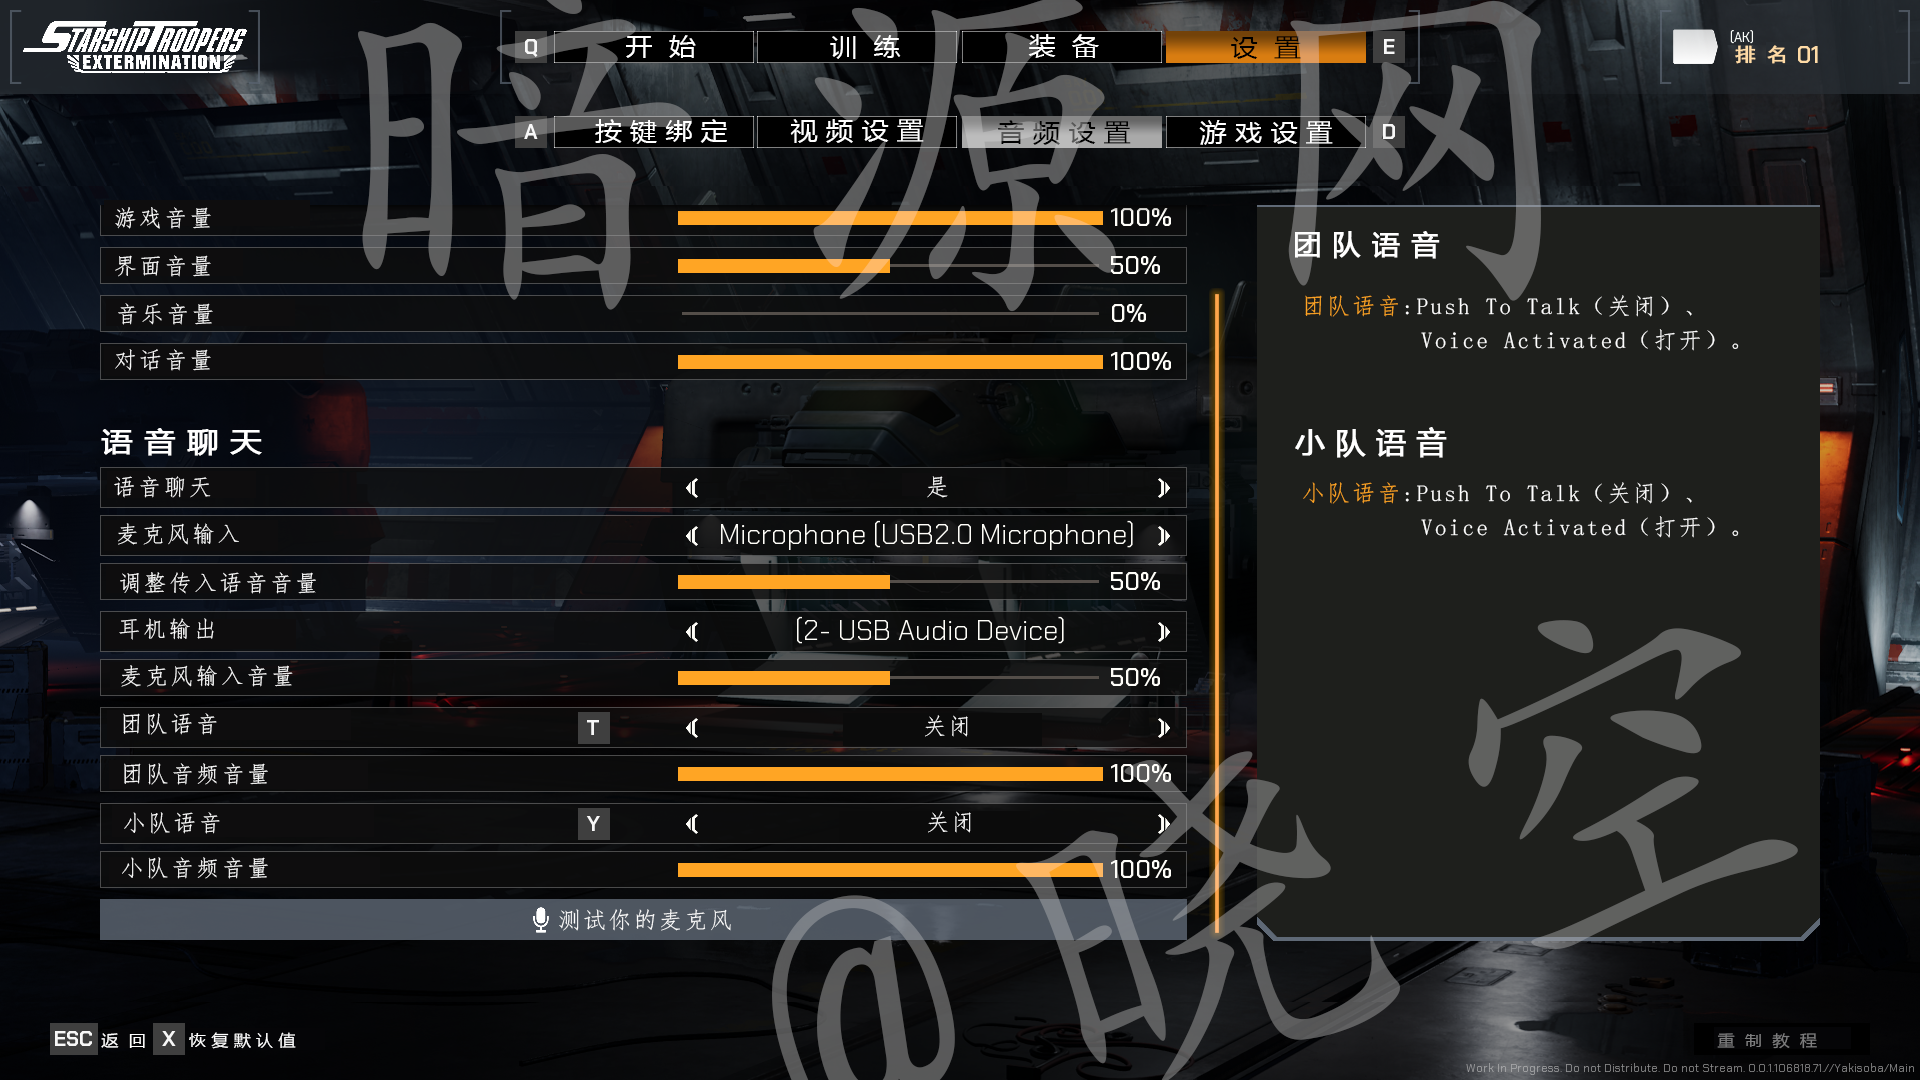 STARSHIP TROOPERS
EXTERMINATION
Q 开始 训练 装备 设置 E
[AK]
排名 01
A 按键绑定 视频设置 音频设置 游戏设置 D
游戏音量 100%
界面音量 50%
音乐音量 0%
对话音量 100%
语音聊天
语音聊天 是
麦克风输入 Microphone (USB2.0 Microphone)
调整传入语音音量 50%
耳机输出 (2- USB Audio Device)
麦克风输入音量 50%
团队语音 T 关闭
团队音频音量 100%
小队语音 Y 关闭
小队音频音量 100%
测试你的麦克风
团队语音
团队语音:Push To Talk（关闭）、
Voice Activated（打开）。
小队语音
小队语音:Push To Talk（关闭）、
Voice Activated（打开）。
ESC 返回 X 恢复默认值
重制教程
Work In Progress. Do not Distribute. Do not Stream. 0.0.1.106818.71//Yakisoba/Main
暗源网
@晓空